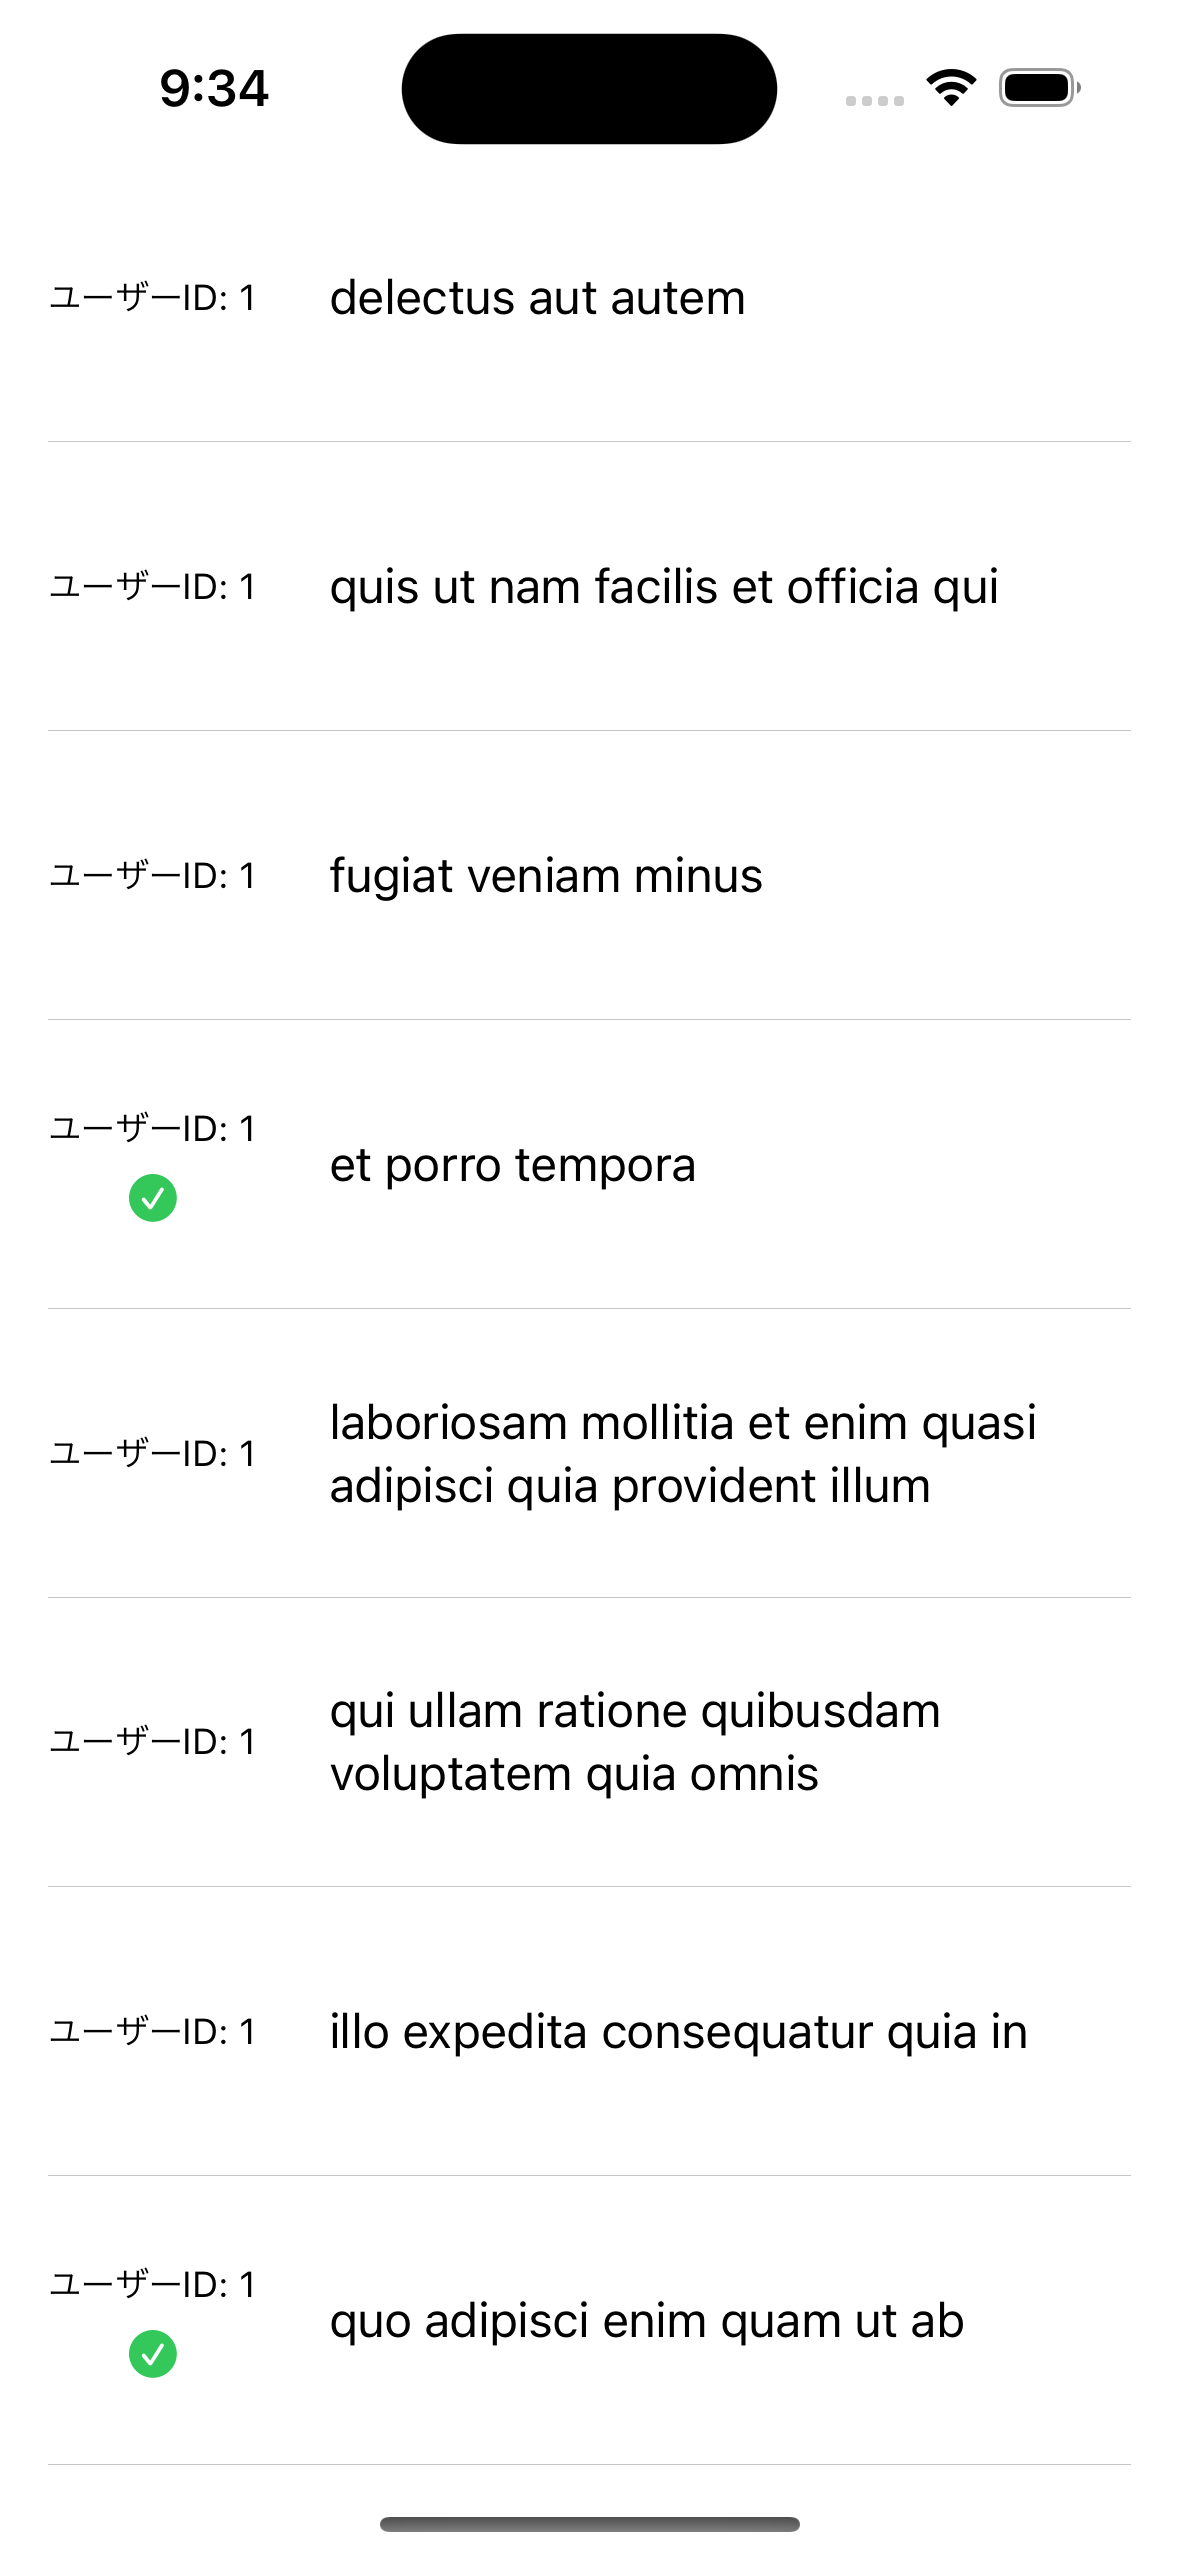 9:34
ユーザーID: 1
delectus aut autem
ユーザーID: 1
quis ut nam facilis et officia qui
ユーザーID: 1
fugiat veniam minus
ユーザーID: 1
et porro tempora
ユーザーID: 1
laboriosam mollitia et enim quasi
adipisci quia provident illum
ユーザーID: 1
qui ullam ratione quibusdam
voluptatem quia omnis
ユーザーID: 1
illo expedita consequatur quia in
ユーザーID: 1
quo adipisci enim quam ut ab